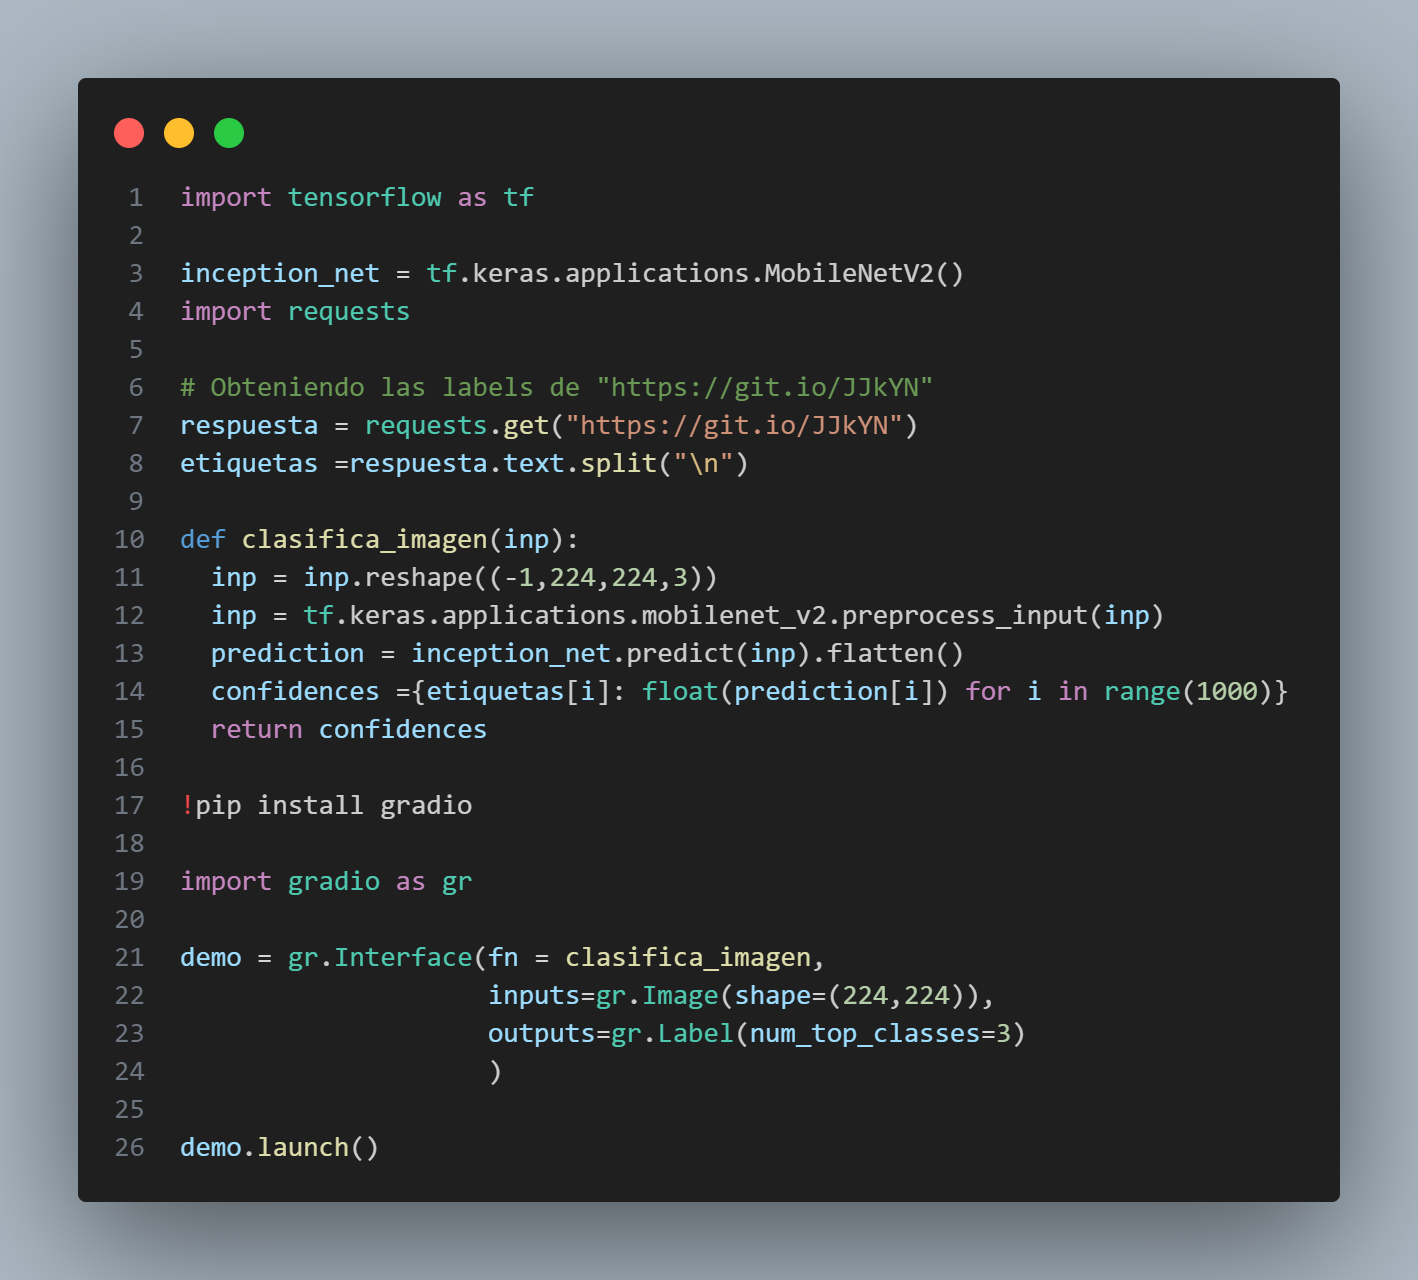 1 import tensorflow as tf
2
3 inception_net = tf.keras.applications.MobileNetV2()
4 import requests
5
6 # Obteniendo las labels de "https://git.io/JJkYN"
7 respuesta = requests.get("https://git.io/JJkYN")
8 etiquetas =respuesta.text.split("\n")
9
10 def clasifica_imagen(inp):
11   inp = inp.reshape((-1,224,224,3))
12   inp = tf.keras.applications.mobilenet_v2.preprocess_input(inp)
13   prediction = inception_net.predict(inp).flatten()
14   confidences ={etiquetas[i]: float(prediction[i]) for i in range(1000)}
15   return confidences
16
17 !pip install gradio
18
19 import gradio as gr
20
21 demo = gr.Interface(fn = clasifica_imagen,
22                     inputs=gr.Image(shape=(224,224)),
23                     outputs=gr.Label(num_top_classes=3)
24                     )
25
26 demo.launch()